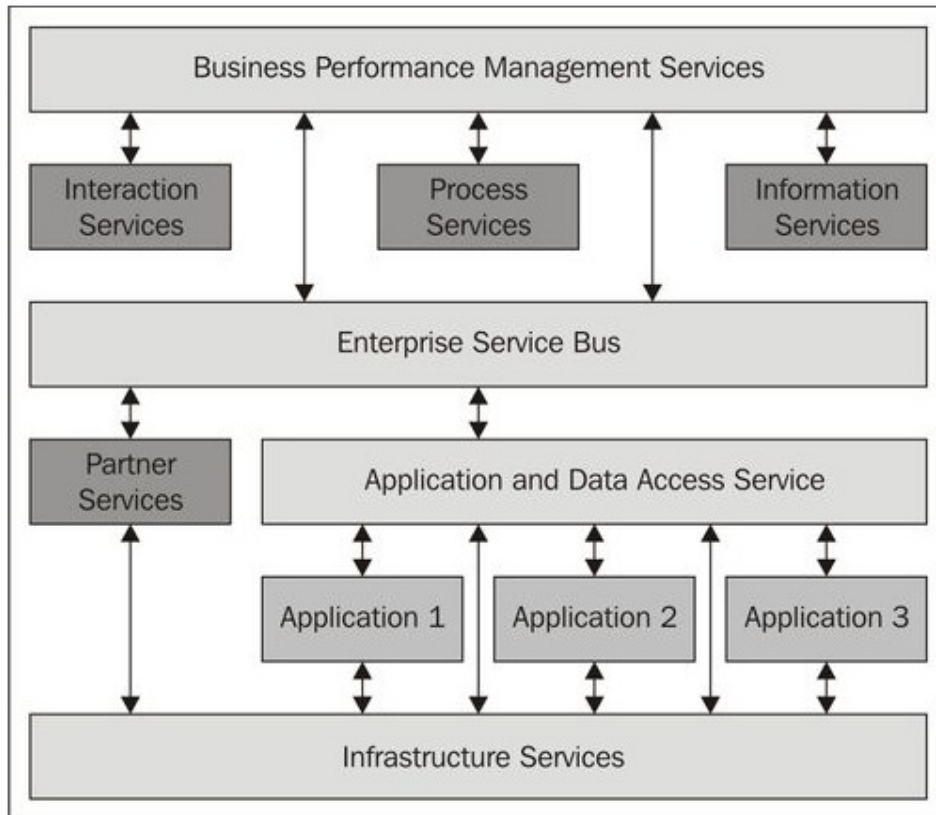 Business Performance Management Services
Interaction
Services
Process
Services
Information
Services
Enterprise Service Bus
Partner
Services
Application and Data Access Service
Application 1
Application 2
Application 3
Infrastructure Services